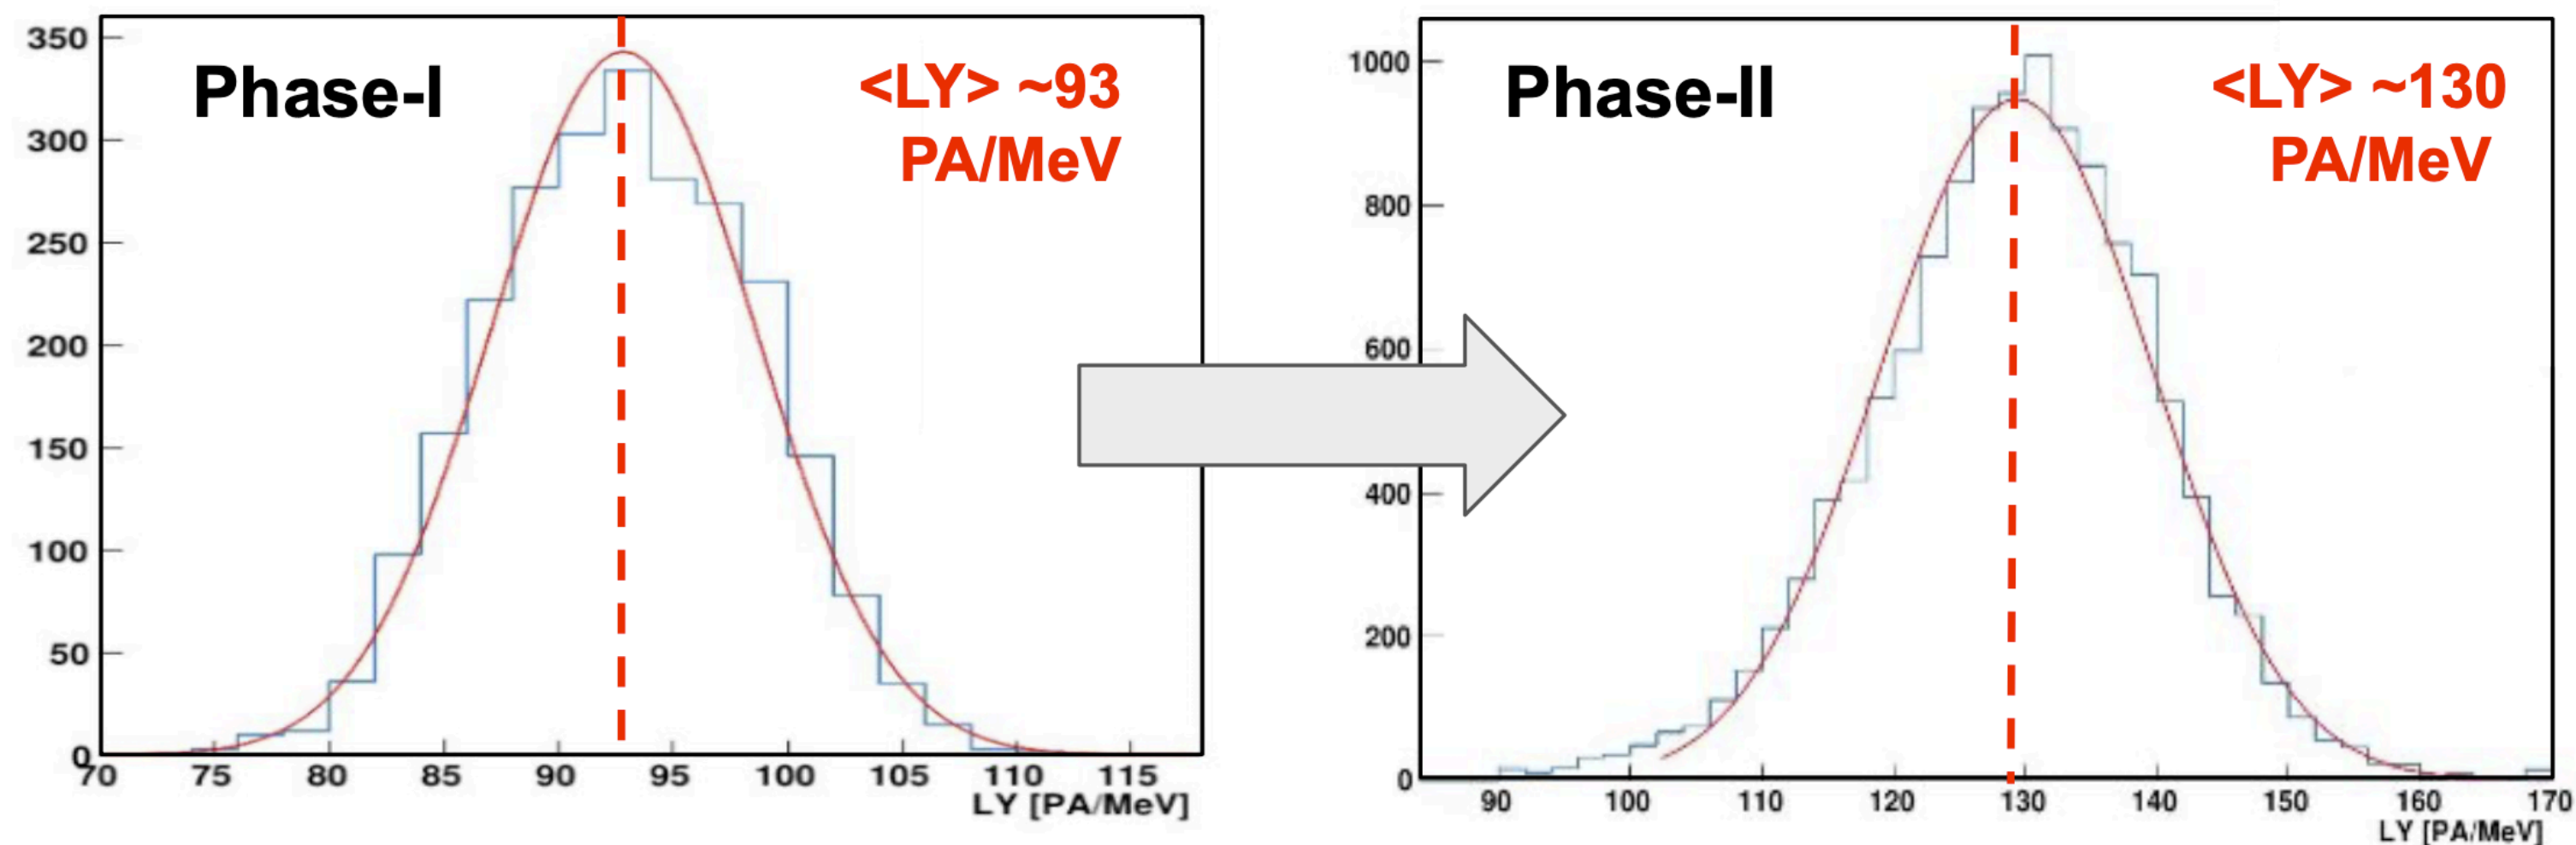 350
300
250
200
150
100
50
0
Phase-I
<LY> ~93
PA/MeV
70 75 80 85 90 95 100 105 110 115
LY [PA/MeV]
1000
800
600
400
200
0
Phase-II
<LY> ~130
PA/MeV
90 100 110 120 130 140 150 160 170
LY [PA/MeV]